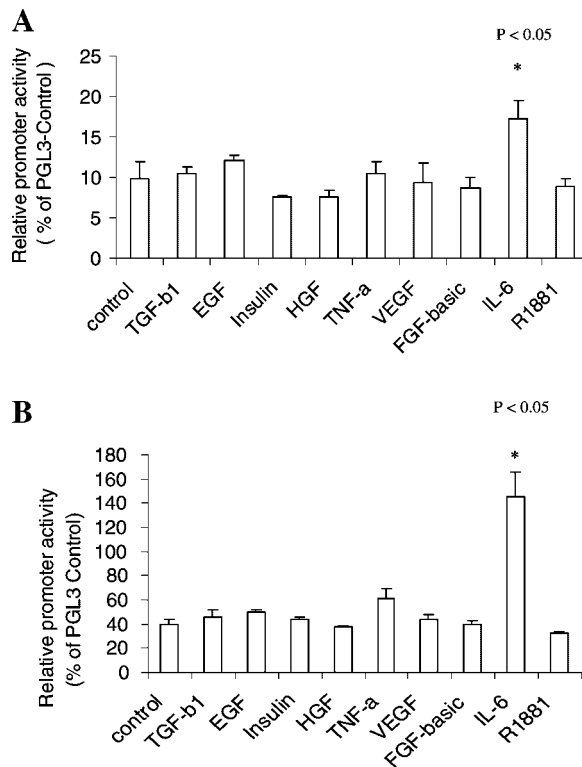 A
P < 0.05
*
Relative promoter activity
( % of PGL3-Control )
25
20
15
10
5
0
control
TGF-b1
EGF
Insulin
HGF
TNF-a
VEGF
FGF-basic
IL-6
R1881
B
P < 0.05
*
Relative promoter activity
(% of PGL3 Control)
180
160
140
120
100
80
60
40
20
0
control
TGF-b1
EGF
Insulin
HGF
TNF-a
VEGF
FGF-basic
IL-6
R1881